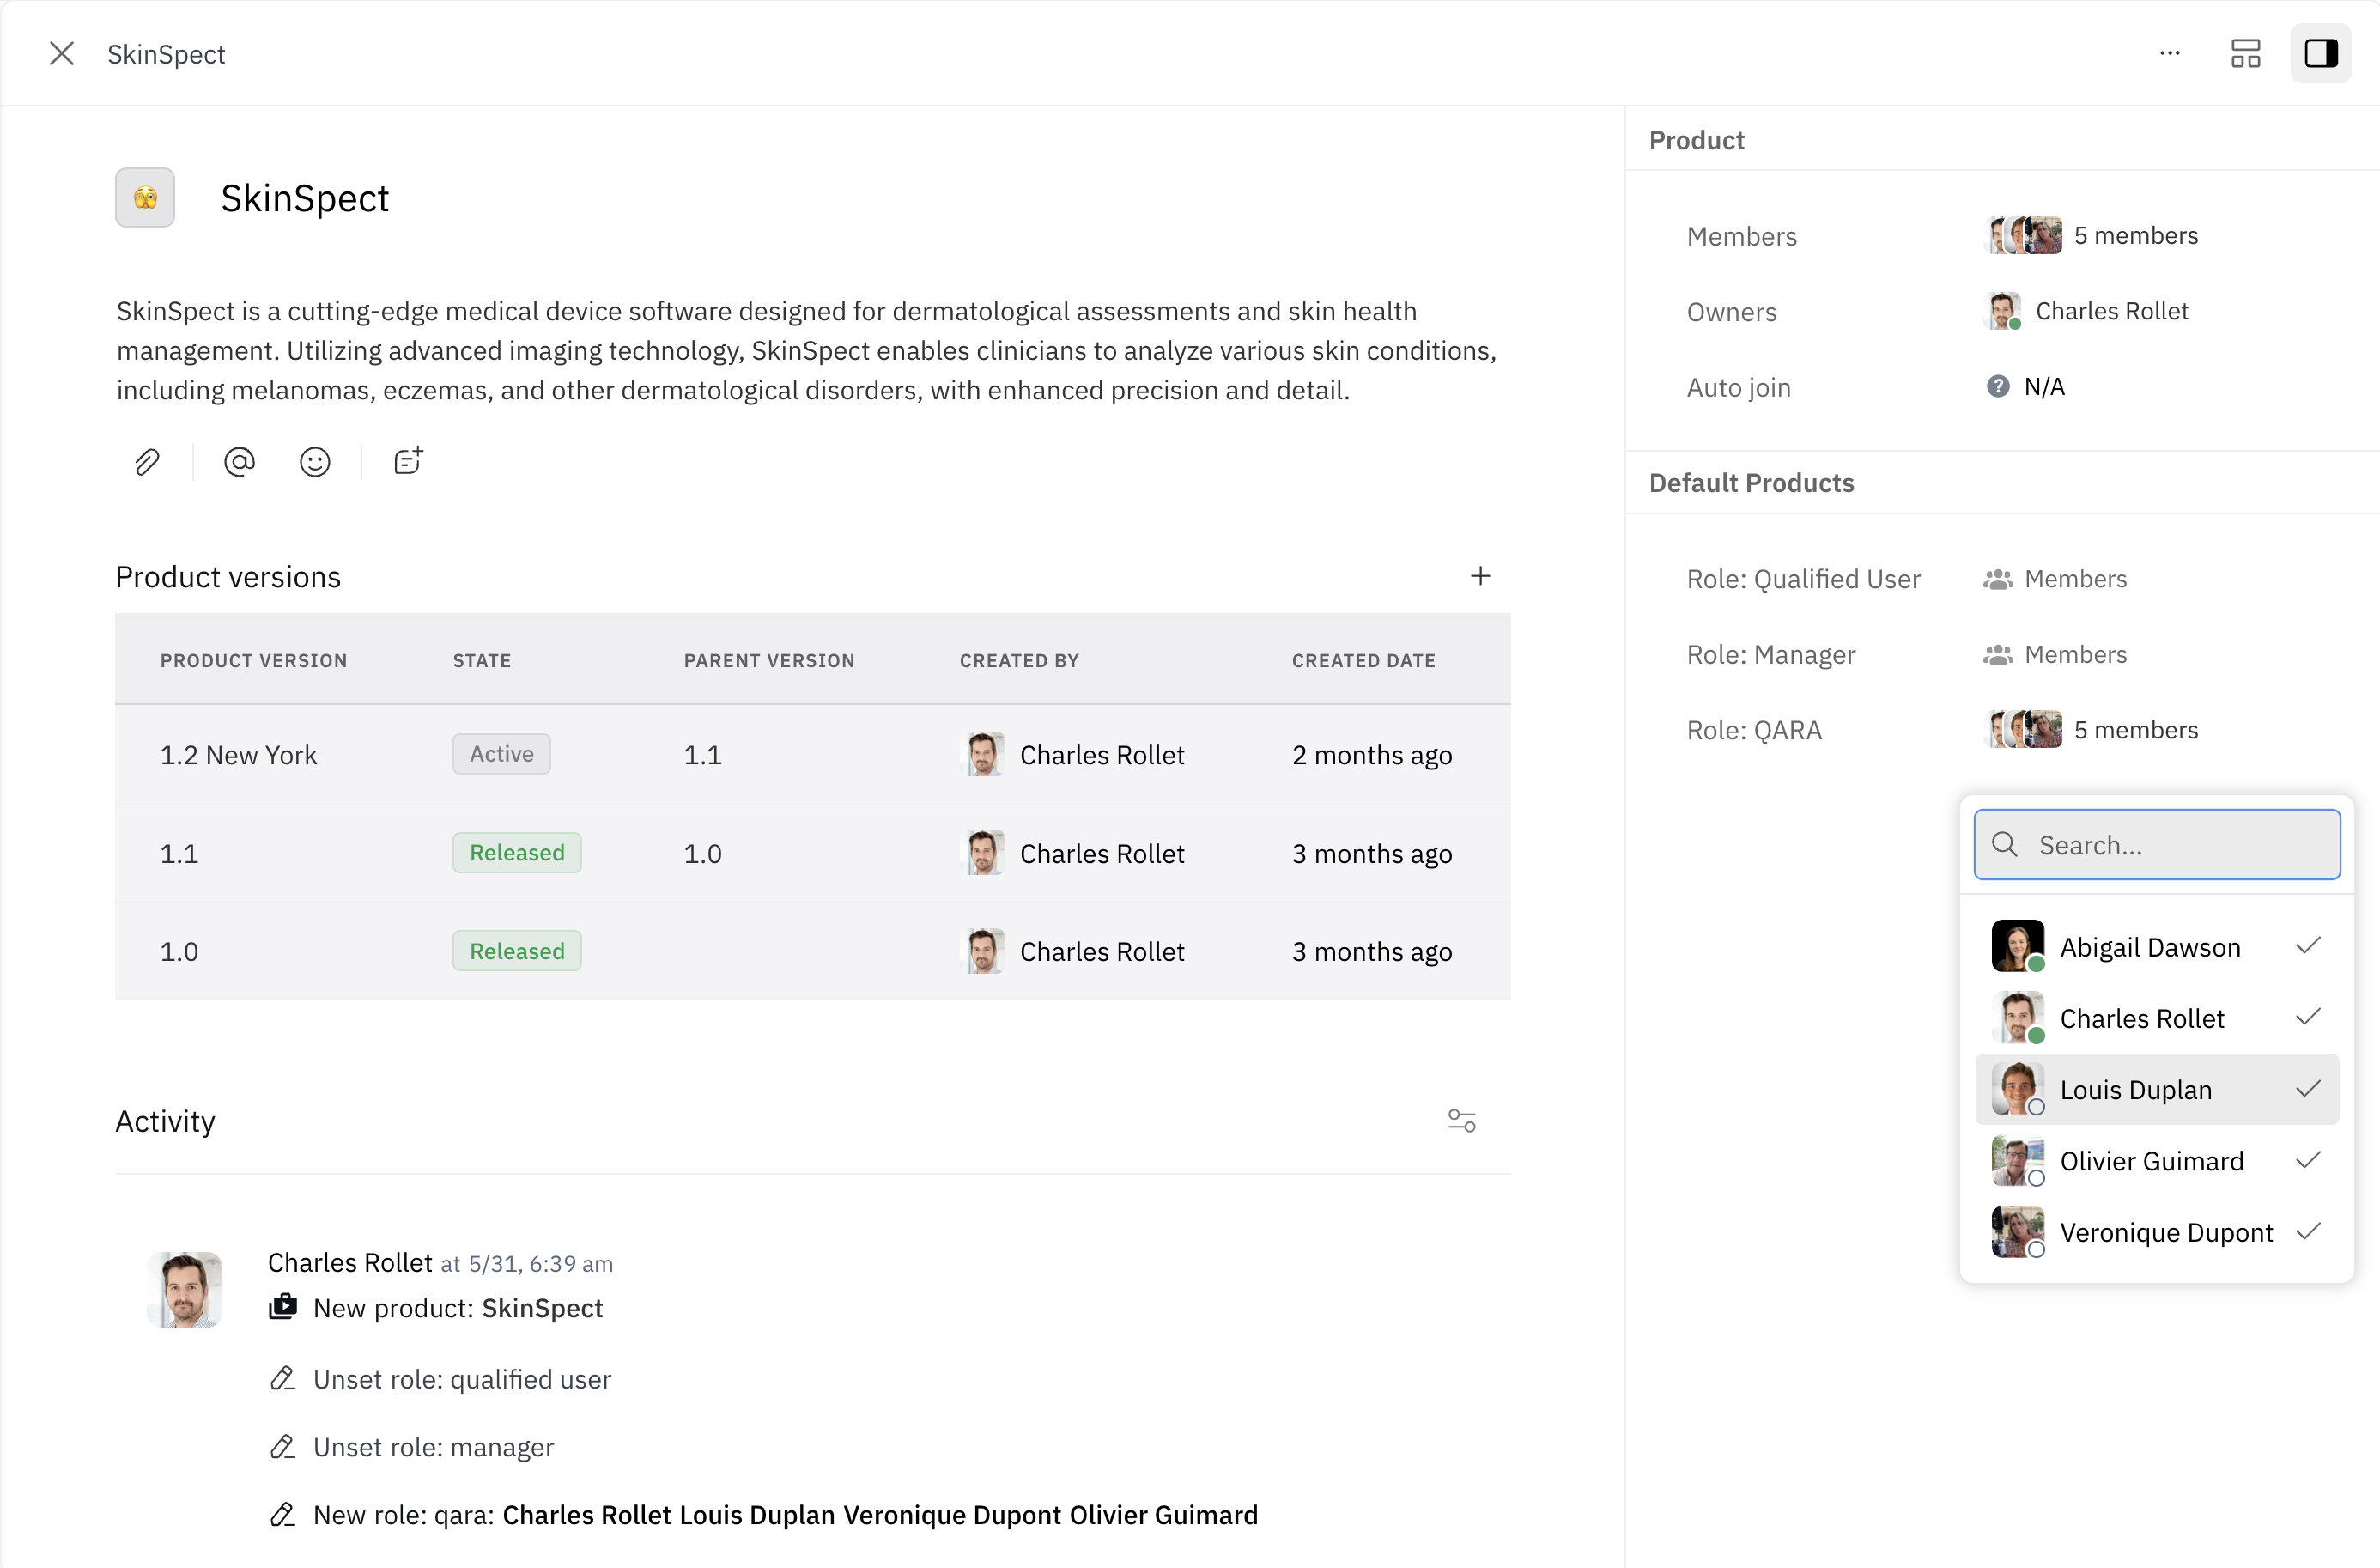 SkinSpect
SkinSpect
SkinSpect is a cutting-edge medical device software designed for dermatological assessments and skin health
management. Utilizing advanced imaging technology, SkinSpect enables clinicians to analyze various skin conditions,
including melanomas, eczemas, and other dermatological disorders, with enhanced precision and detail.
Product versions
PRODUCT VERSION STATE PARENT VERSION CREATED BY CREATED DATE
1.2 New York Active 1.1 Charles Rollet 2 months ago
1.1 Released 1.0 Charles Rollet 3 months ago
1.0 Released Charles Rollet 3 months ago
Activity
Charles Rollet at 5/31, 6:39 am
New product: SkinSpect
Unset role: qualified user
Unset role: manager
New role: qara: Charles Rollet Louis Duplan Veronique Dupont Olivier Guimard
Product
Members 5 members
Owners Charles Rollet
Auto join N/A
Default Products
Role: Qualified User Members
Role: Manager Members
Role: QARA 5 members
Search...
Abigail Dawson
Charles Rollet
Louis Duplan
Olivier Guimard
Veronique Dupont